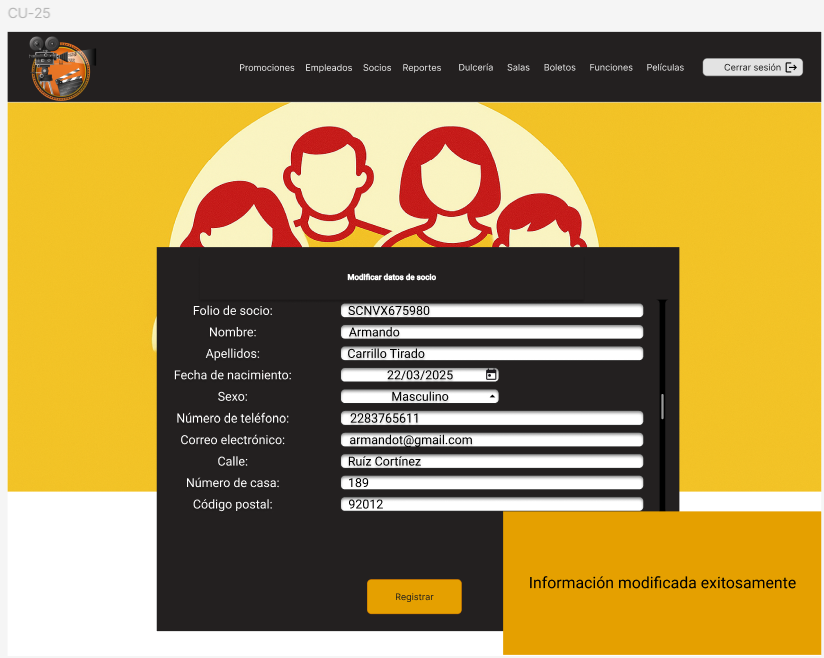 CU-25
Promociones Empleados Socios Reportes Dulcería Salas Boletos Funciones Películas Cerrar sesión
Modificar datos de socio
Folio de socio: SCNVX675980
Nombre: Armando
Apellidos: Carrillo Tirado
Fecha de nacimiento: 22/03/2025
Sexo: Masculino
Número de teléfono: 2283765611
Correo electrónico: armandot@gmail.com
Calle: Ruíz Cortínez
Número de casa: 189
Código postal: 92012
Información modificada exitosamente
Registrar